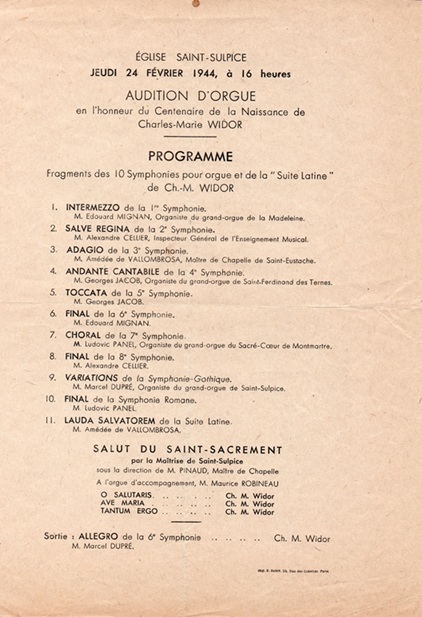 ÉGLISE SAINT-SULPICE
JEUDI 24 FÉVRIER 1944, à 16 heures
AUDITION D'ORGUE
en l'honneur du Centenaire de la Naissance de
Charles-Marie WIDOR
PROGRAMME
Fragments des 10 Symphonies pour orgue et de la "Suite Latine"
de Ch.-M. WIDOR
1. INTERMEZZO de la 1re Symphonie.
M. Edouard MIGNAN, Organiste du grand-orgue de la Madeleine.
2. SALVE REGINA de la 2e Symphonie.
M. Alexandre CELLIER, Inspecteur Général de l'Enseignement Musical.
3. ADAGIO de la 3e Symphonie.
M. Amédée de VALLOMBROSA, Maître de Chapelle de Saint-Eustache.
4. ANDANTE CANTABILE de la 4e Symphonie.
M. Georges JACOB, Organiste du grand-orgue de Saint-Ferdinand des Ternes.
5. TOCCATA de la 5e Symphonie.
M. Georges JACOB.
6. FINAL de la 6e Symphonie.
M. Edouard MIGNAN.
7. CHORAL de la 7e Symphonie.
M. Ludovic PANEL, Organiste du grand-orgue du Sacré-Cœur de Montmartre.
8. FINAL de la 8e Symphonie.
M. Alexandre CELLIER.
9. VARIATIONS de la Symphonie-Gothique.
M. Marcel DUPRÉ, Organiste du grand-orgue de Saint-Sulpice.
10. FINAL de la Symphonie Romane.
M. Ludovic PANEL.
11. LAUDA SALVATOREM de la Suite Latine.
M. Amédée de VALLOMBROSA.
SALUT DU SAINT-SACREMENT
par la Maîtrise de Saint-Sulpice
sous la direction de M. PINAUD, Maître de Chapelle
A l'orgue d'accompagnement, M. Maurice ROBINEAU
O SALUTARIS .. .. .. .. Ch. M. Widor
AVE MARIA .. .. .. .. Ch. M. Widor
TANTUM ERGO .. .. .. .. Ch. M. Widor
Sortie : ALLEGRO de la 6e Symphonie .. .. .. .. Ch. M. Widor
M. Marcel DUPRÉ.